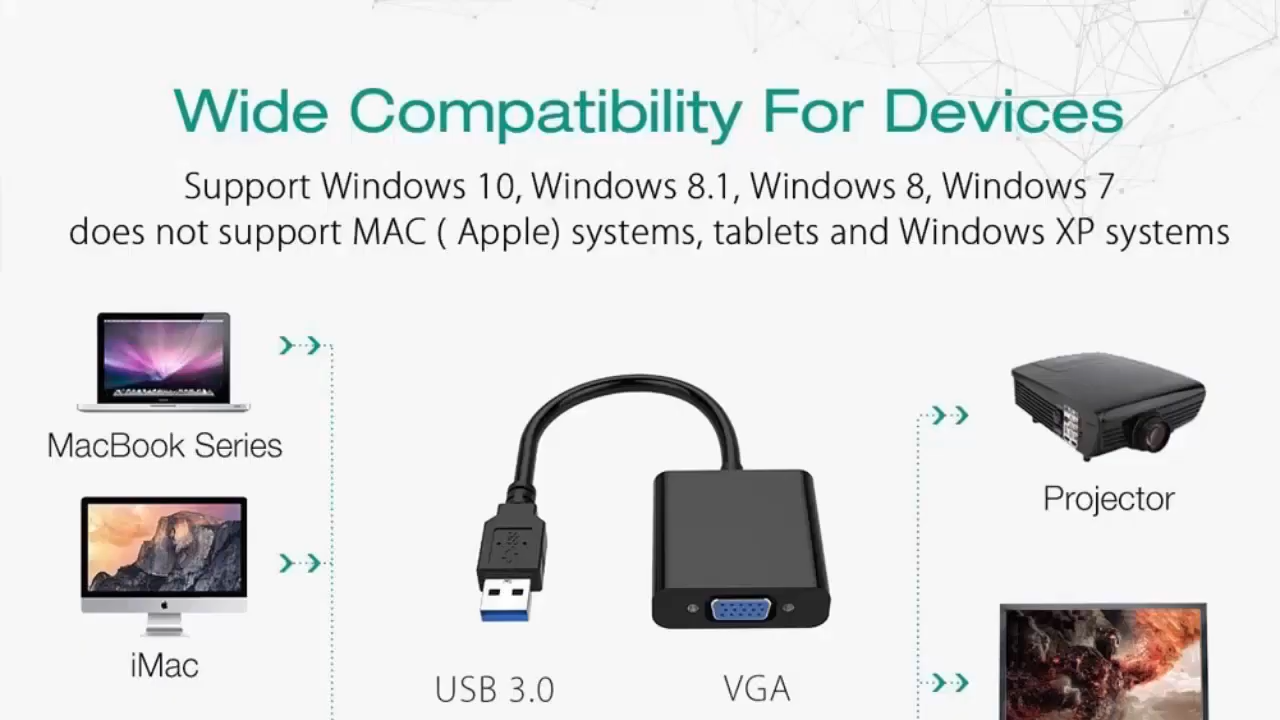 Wide Compatibility For Devices
Support Windows 10, Windows 8.1, Windows 8, Windows 7
does not support MAC ( Apple) systems, tablets and Windows XP systems
MacBook Series
Projector
iMac
USB 3.0
VGA